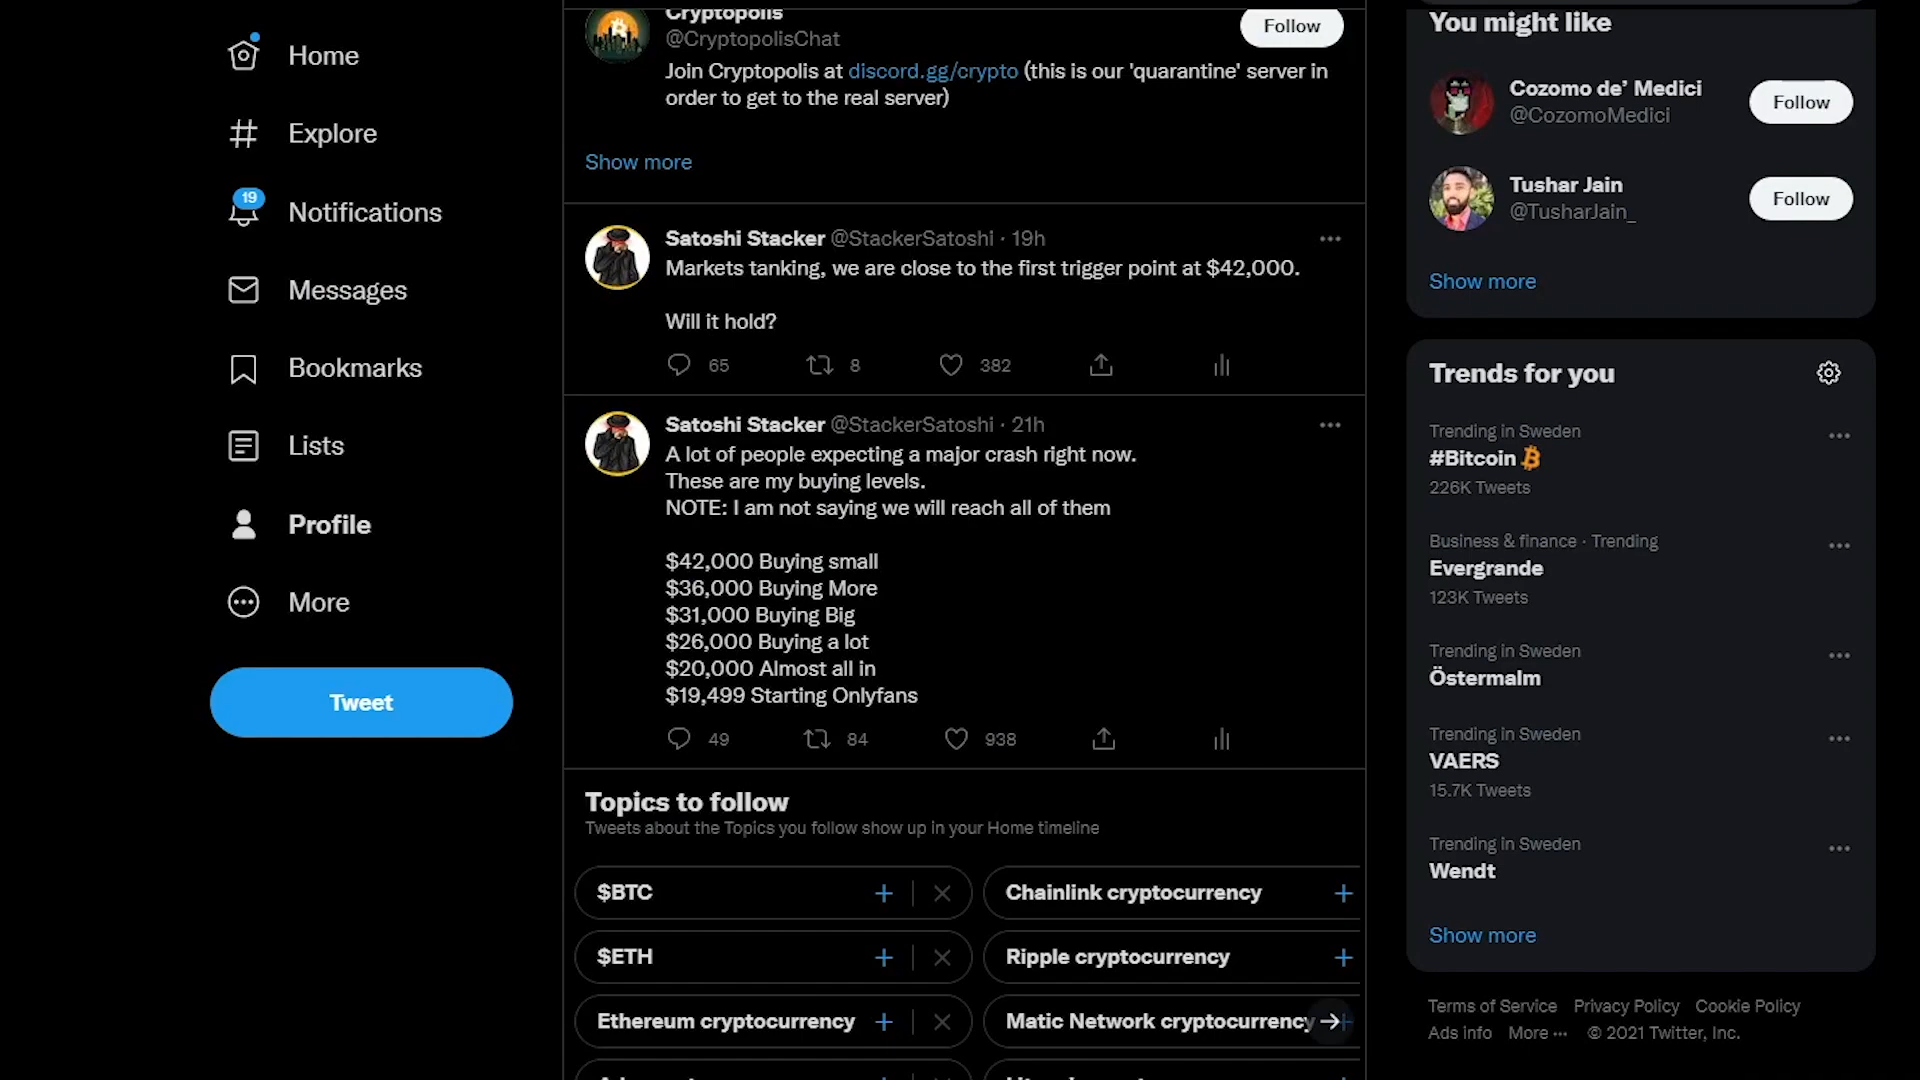 Home
Explore
19
Notifications
Messages
Bookmarks
Lists
Profile
More
Tweet
Cryptopolis
@CryptopolisChat
Follow
Join Cryptopolis at discord.gg/crypto (this is our 'quarantine' server in
order to get to the real server)
Show more
Satoshi Stacker @StackerSatoshi · 19h
Markets tanking, we are close to the first trigger point at $42,000.
Will it hold?
65 8 382
Satoshi Stacker @StackerSatoshi · 21h
A lot of people expecting a major crash right now.
These are my buying levels.
NOTE: I am not saying we will reach all of them
$42,000 Buying small
$36,000 Buying More
$31,000 Buying Big
$26,000 Buying a lot
$20,000 Almost all in
$19,499 Starting Onlyfans
49 84 938
Topics to follow
Tweets about the Topics you follow show up in your Home timeline
$BTC
Chainlink cryptocurrency
$ETH
Ripple cryptocurrency
Ethereum cryptocurrency
Matic Network cryptocurrency
You might like
Cozomo de' Medici
@CozomoMedici
Follow
Tushar Jain
@TusharJain_
Follow
Show more
Trends for you
Trending in Sweden
#Bitcoin
226K Tweets
Business & finance · Trending
Evergrande
123K Tweets
Trending in Sweden
Östermalm
Trending in Sweden
VAERS
15.7K Tweets
Trending in Sweden
Wendt
Show more
Terms of Service Privacy Policy Cookie Policy
Ads info More ··· © 2021 Twitter, Inc.